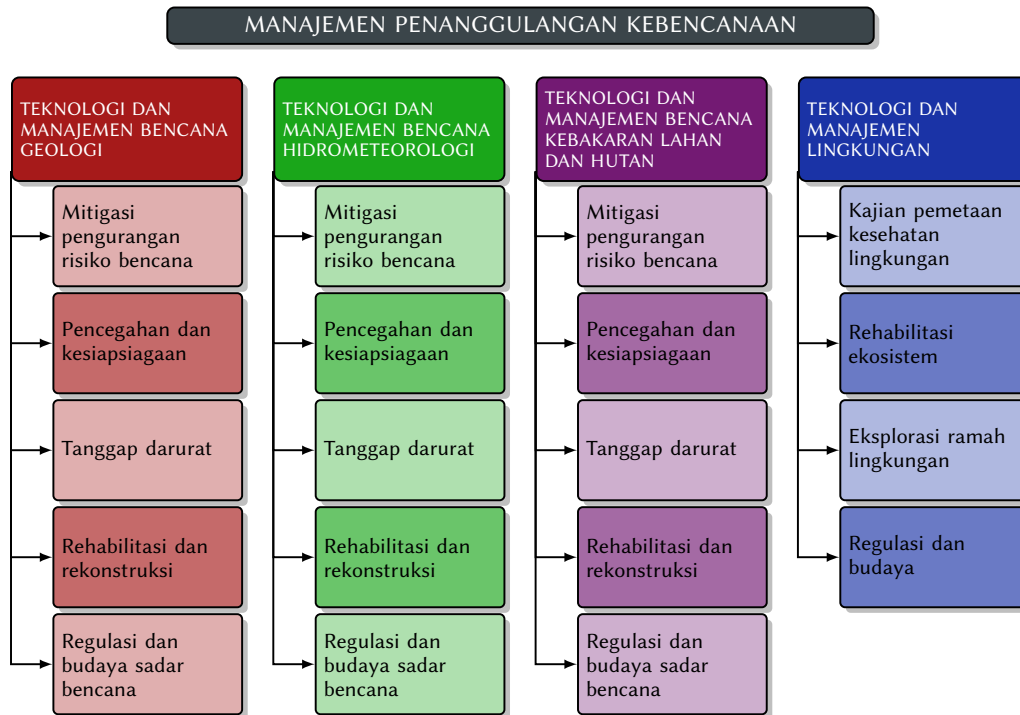 MANAJEMEN PENANGGULANGAN KEBENCANAAN
TEKNOLOGI DAN
MANAJEMEN BENCANA
GEOLOGI
Mitigasi
pengurangan
risiko bencana
Pencegahan dan
kesiapsiagaan
Tanggap darurat
Rehabilitasi dan
rekonstruksi
Regulasi dan
budaya sadar
bencana
TEKNOLOGI DAN
MANAJEMEN BENCANA
HIDROMETEOROLOGI
Mitigasi
pengurangan
risiko bencana
Pencegahan dan
kesiapsiagaan
Tanggap darurat
Rehabilitasi dan
rekonstruksi
Regulasi dan
budaya sadar
bencana
TEKNOLOGI DAN
MANAJEMEN BENCANA
KEBAKARAN LAHAN
DAN HUTAN
Mitigasi
pengurangan
risiko bencana
Pencegahan dan
kesiapsiagaan
Tanggap darurat
Rehabilitasi dan
rekonstruksi
Regulasi dan
budaya sadar
bencana
TEKNOLOGI DAN
MANAJEMEN
LINGKUNGAN
Kajian pemetaan
kesehatan
lingkungan
Rehabilitasi
ekosistem
Eksplorasi ramah
lingkungan
Regulasi dan
budaya